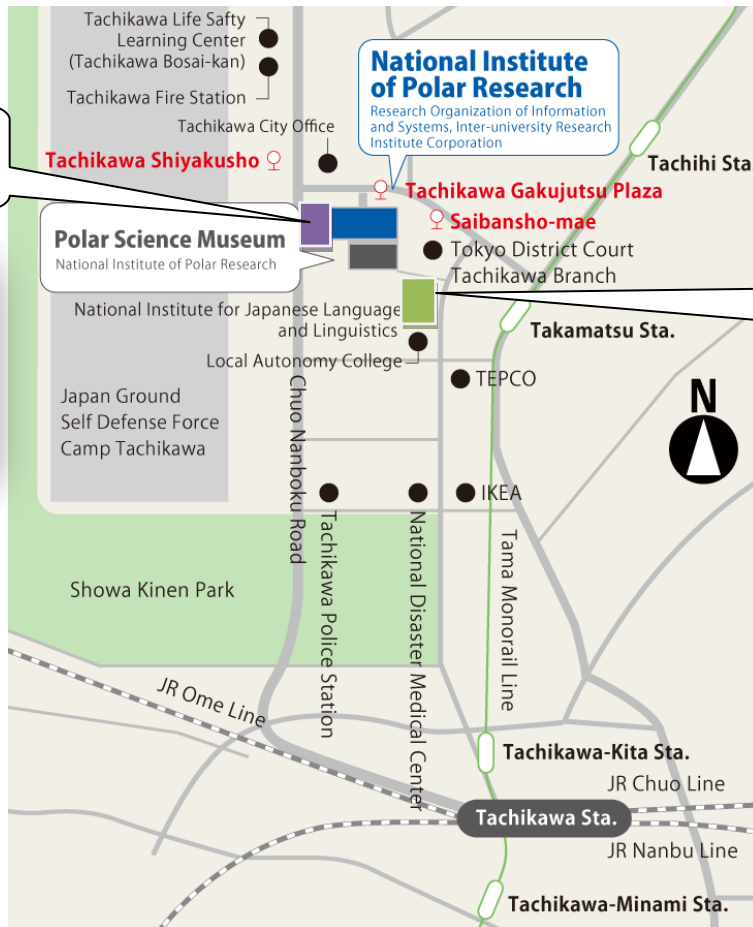 Tachikawa Life Safty
Learning Center
(Tachikawa Bosai-kan)
Tachikawa Fire Station
National Institute
of Polar Research
Research Organization of Information
and Systems, Inter-university Research
Institute Corporation
Tachikawa City Office
Tachikawa Shiyakusho
Tachihi Sta.
Tachikawa Gakujutsu Plaza
Saibansho-mae
Polar Science Museum
National Institute of Polar Research
Tokyo District Court
Tachikawa Branch
National Institute for Japanese Language
and Linguistics
Takamatsu Sta.
Local Autonomy College
TEPCO
Japan Ground
Self Defense Force
Camp Tachikawa
N
Chuo Nanboku Road
IKEA
Tachikawa Police Station
National Disaster Medical Center
Tama Monorail Line
Showa Kinen Park
JR Ome Line
Tachikawa-Kita Sta.
JR Chuo Line
Tachikawa Sta.
JR Nanbu Line
Tachikawa-Minami Sta.